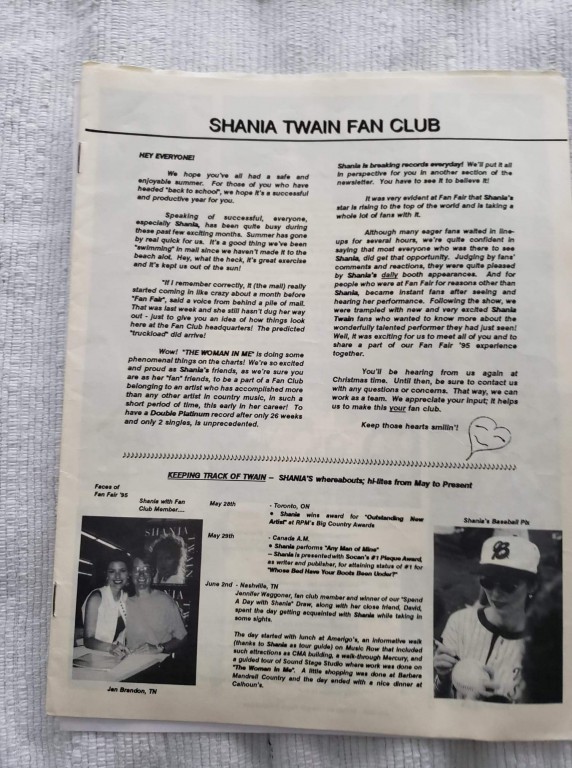 SHANIA TWAIN FAN CLUB
HEY EVERYONE!
We hope you've all had a safe and
enjoyable summer. For those of you who have
headed "back to school", we hope it's a successful
and productive year for you.
Speaking of successful, everyone,
especially Shania, has been quite busy during
these past few exciting months. Summer has gone
by real quick for us. It's a good thing we've been
"swimming" in mail since we haven't made it to the
beach alot. Hey, what the heck, it's great exercise
and it's kept us out of the sun!
"If I remember correctly, it (the mail) really
started coming in like crazy about a month before
"Fan Fair", said a voice from behind a pile of mail.
That was last week and she still hasn't dug her way
out - just to give you an idea of how things look
here at the Fan Club headquarters! The predicted
"truckload" did arrive!
Wow! "THE WOMAN IN ME" is doing some
phenomenal things on the charts! We're so excited
and proud as Shania's friends, as we're sure you
are as her "fan" friends, to be a part of a Fan Club
belonging to an artist who has accomplished more
than any other artist in country music, in such a
short period of time, this early in her career! To
have a Double Platinum record after only 26 weeks
and only 2 singles, is unprecedented.
Shania is breaking records everyday! We'll put it all
in perspective for you in another section of the
newsletter. You have to see it to believe it!
It was very evident at Fan Fair that Shania's
star is rising to the top of the world and is taking a
whole lot of fans with it.
Although many eager fans waited in line-
ups for several hours, we're quite confident in
saying that most everyone who was there to see
Shania, did get that opportunity. Judging by fans'
comments and reactions, they were quite pleased
by Shania's daily booth appearances. And for
people who were at Fan Fair for reasons other than
Shania, became instant fans after seeing and
hearing her performance. Following the show, we
were trampled with new and very excited Shania
Twain fans who wanted to know more about the
wonderfully talented performer they had just seen!
Well, it was exciting for us to meet all of you and to
share a part of our Fan Fair '95 experience
together.
You'll be hearing from us again at
Christmas time. Until then, be sure to contact us
with any questions or concerns. That way, we can
work as a team. We appreciate your input; it helps
us to make this your fan club.
Keep those hearts smilin'!
KEEPING TRACK OF TWAIN – SHANIA'S whereabouts; hi-lites from May to Present
Faces of
Fan Fair '95
Shania with Fan
Club Member....
SHANIA
Jan Brandon, TN
May 28th - Toronto, ON
● Shania wins award for "Outstanding New
Artist" at RPM's Big Country Awards
May 29th - Canada A.M.
● Shania performs "Any Man of Mine"
– Shania is presented with Socan's #1 Plaque Award,
as writer and publisher, for attaining status of #1 for
"Whose Bed Have Your Boots Been Under?"
June 2nd - Nashville, TN
Jennifer Weggoner, fan club member and winner of our "Spend
A Day with Shania" Draw, along with her close friend, David,
spent the day getting acquainted with Shania while taking in
some sights.
The day started with lunch at Amerigo's, an informative walk
(thanks to Shania as tour guide) on Music Row that included
such attractions as CMA building, a walk-through Mercury, and
a guided tour of Sound Stage Studio where work was done on
"The Woman In Me". A little shopping was done at Barbara
Mandrell Country and the day ended with a nice dinner at
Calhoun's.
Shania's Baseball Pix
B